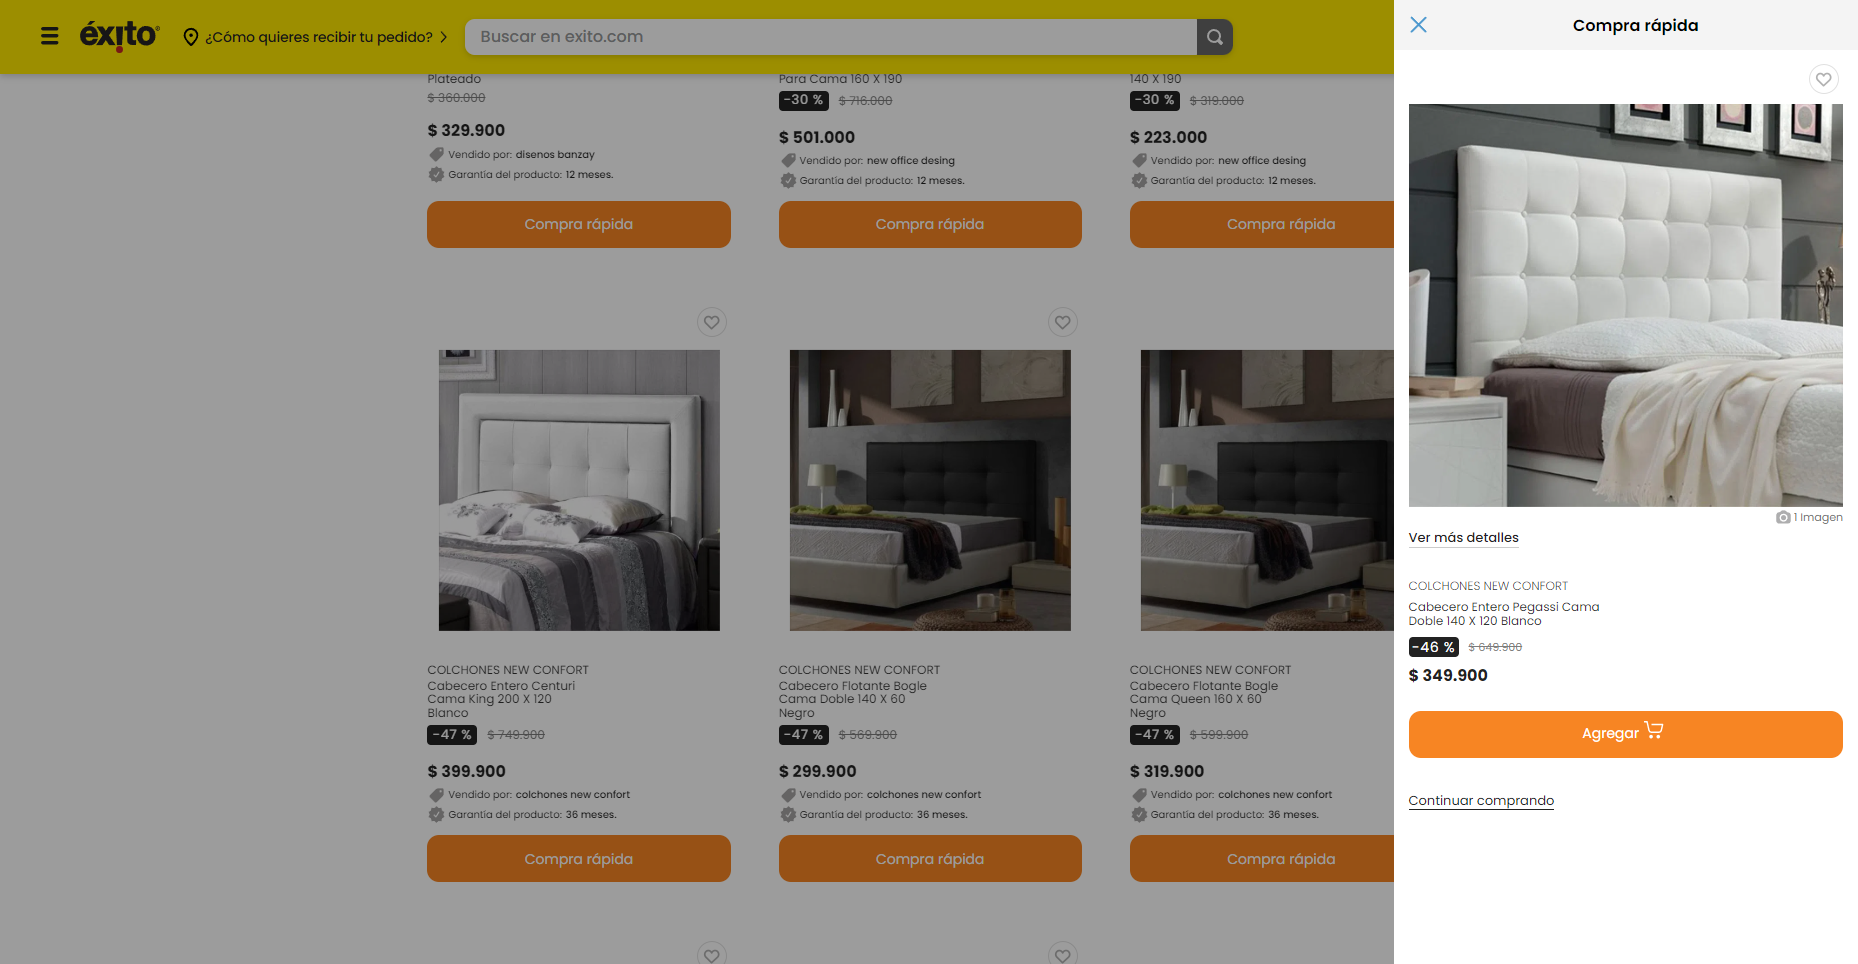 éxito
¿Cómo quieres recibir tu pedido?
Buscar en exito.com
Plateado
$ 360.000
$ 329.900
Vendido por: disenos banzay
Garantía del producto: 12 meses.
Compra rápida
Para Cama 160 X 190
-30 % $ 716.000
$ 501.000
Vendido por: new office desing
Garantía del producto: 12 meses.
Compra rápida
140 X 190
-30 % $ 319.000
$ 223.000
Vendido por: new office desing
Garantía del producto: 12 meses.
Compra rápida
COLCHONES NEW CONFORT
Cabecero Entero Centuri
Cama King 200 X 120
Blanco
-47 % $ 749.900
$ 399.900
Vendido por: colchones new confort
Garantía del producto: 36 meses.
Compra rápida
COLCHONES NEW CONFORT
Cabecero Flotante Bogle
Cama Doble 140 X 60
Negro
-47 % $ 569.900
$ 299.900
Vendido por: colchones new confort
Garantía del producto: 36 meses.
Compra rápida
COLCHONES NEW CONFORT
Cabecero Flotante Bogle
Cama Queen 160 X 60
Negro
-47 % $ 599.900
$ 319.900
Vendido por: colchones new confort
Garantía del producto: 36 meses.
Compra rápida
Compra rápida
1 Imagen
Ver más detalles
COLCHONES NEW CONFORT
Cabecero Entero Pegassi Cama
Doble 140 X 120 Blanco
-46 % $ 649.900
$ 349.900
Agregar
Continuar comprando